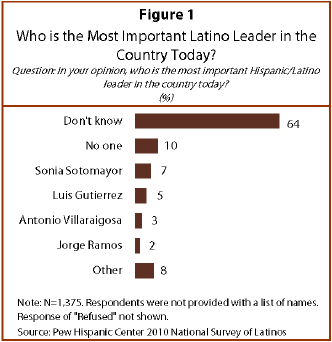 Figure 1
Who is the Most Important Latino Leader in the
Country Today?
Question: In your opinion, who is the most important Hispanic/Latino
leader in the country today?
(%)
Don't know 64
No one 10
Sonia Sotomayor 7
Luis Gutierrez 5
Antonio Villaraigosa 3
Jorge Ramos 2
Other 8
Note: N=1,375. Respondents were not provided with a list of names.
Response of "Refused" not shown.
Source: Pew Hispanic Center 2010 National Survey of Latinos